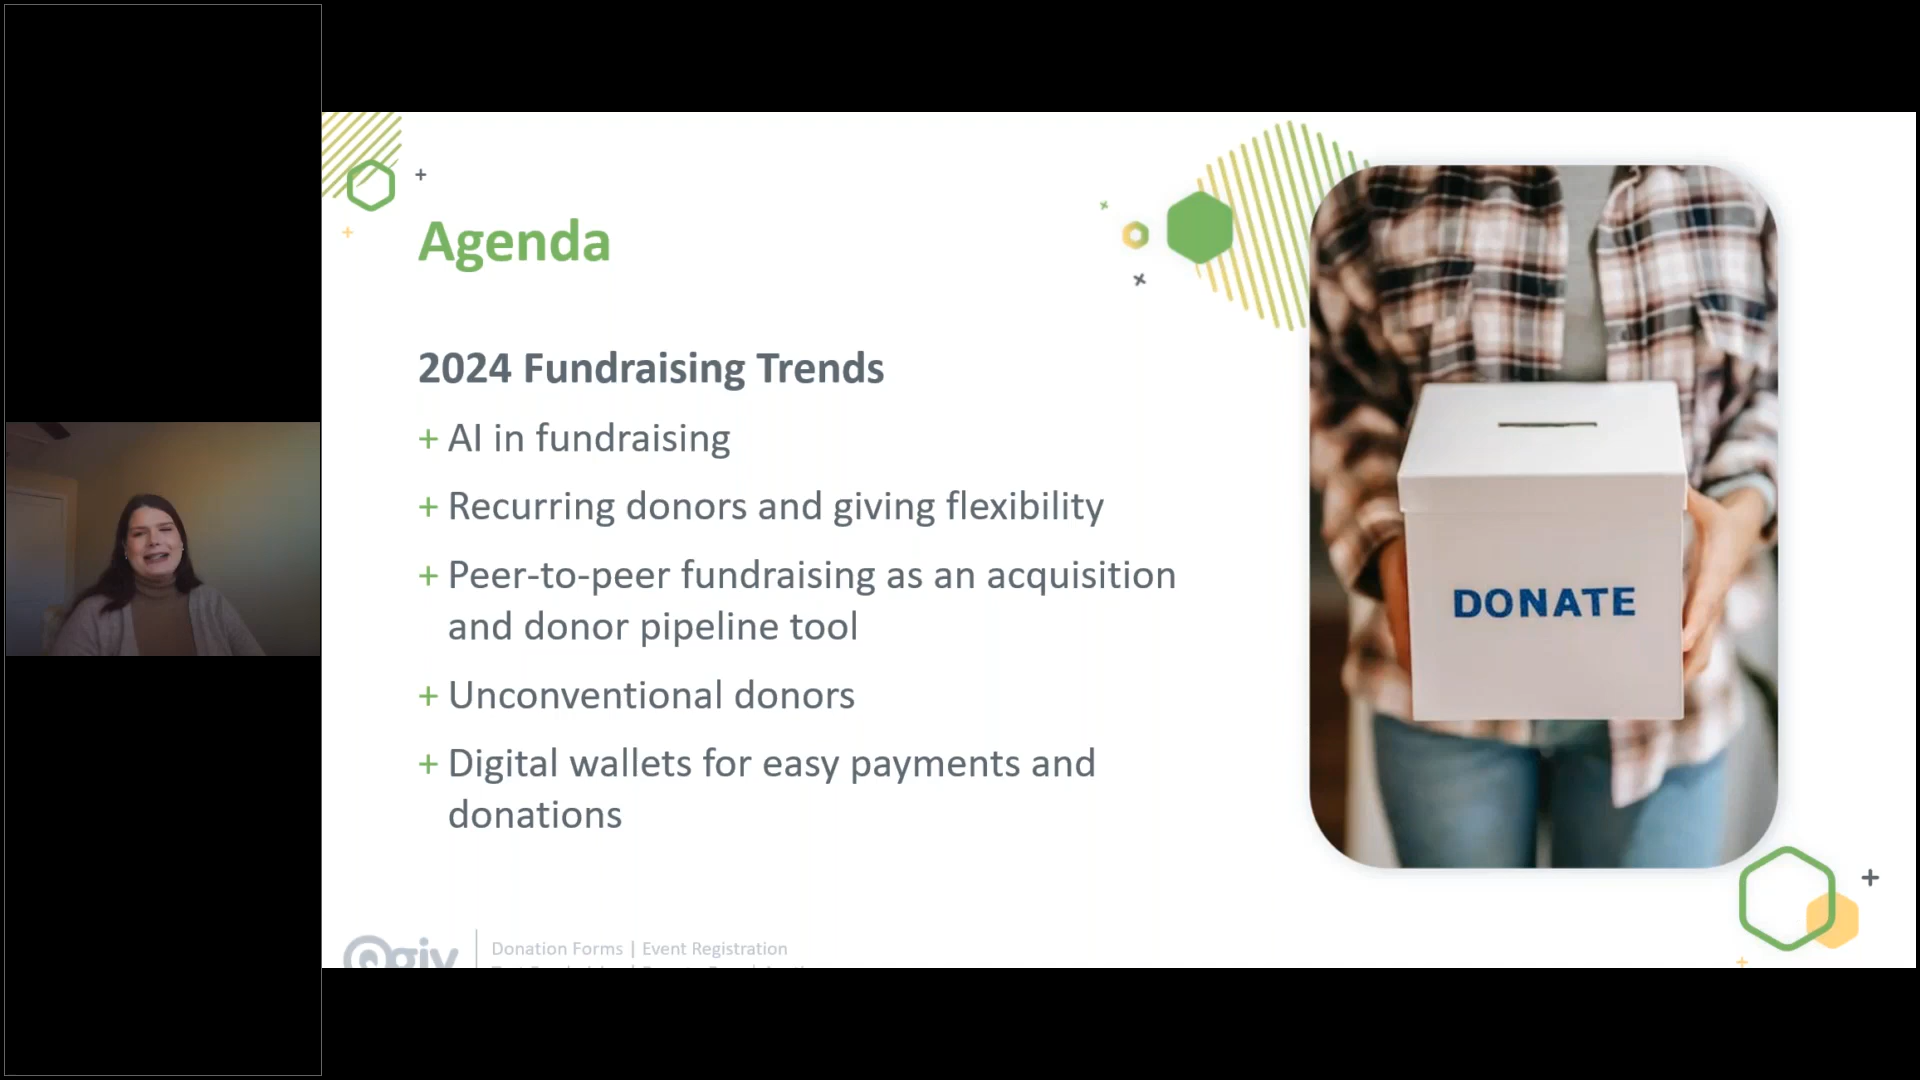 Agenda
2024 Fundraising Trends
+ AI in fundraising
+ Recurring donors and giving flexibility
+ Peer-to-peer fundraising as an acquisition
and donor pipeline tool
+ Unconventional donors
+ Digital wallets for easy payments and
donations
DONATE
Qgiv
Donation Forms | Event Registration